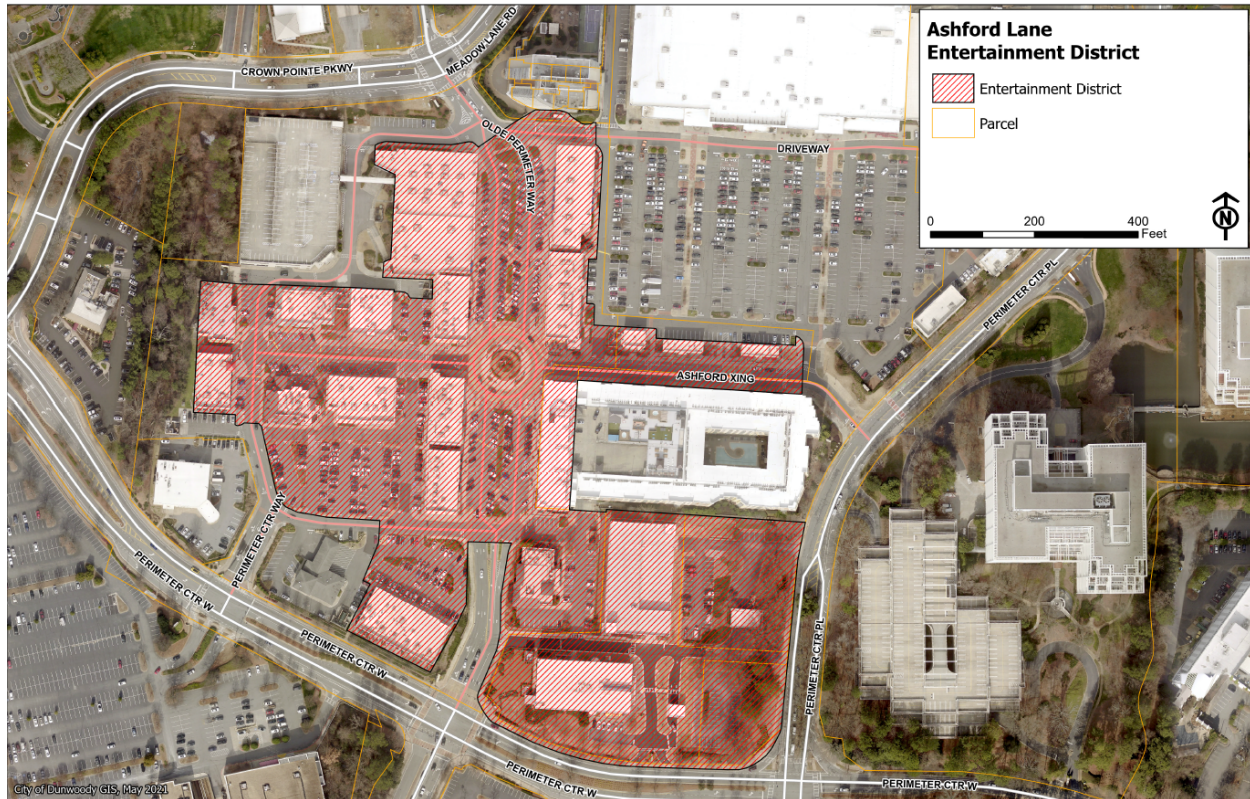 Ashford Lane
Entertainment District
Entertainment District
Parcel
0 200 400
Feet
N
MEADOW LANE RD
CROWN POINTE PKWY
OLDE PERIMETER WAY
DRIVEWAY
PERIMETER CTR PL
ASHFORD XING
PERIMETER CTR WAY
PERIMETER CTR W
PERIMETER CTR W
PERIMETER CTR PL
PERIMETER CTR W
PERIMETER CTR W
City of Dunwoody GIS, May 2021